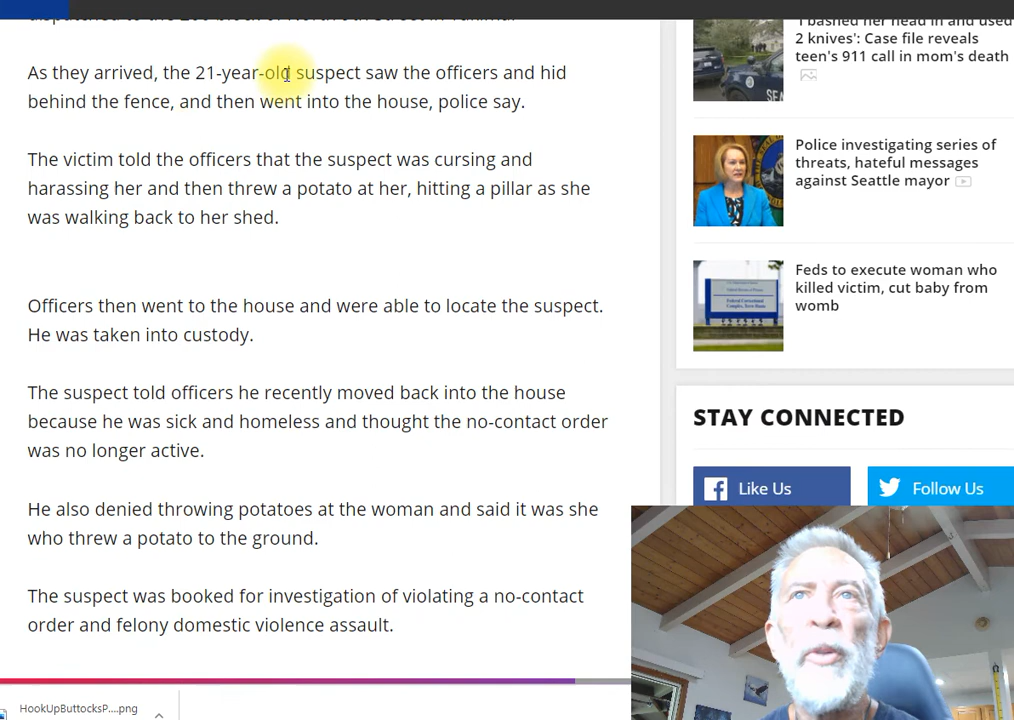 As they arrived, the 21-year-old suspect saw the officers and hid
behind the fence, and then went into the house, police say.
The victim told the officers that the suspect was cursing and
harassing her and then threw a potato at her, hitting a pillar as she
was walking back to her shed.
Officers then went to the house and were able to locate the suspect.
He was taken into custody.
The suspect told officers he recently moved back into the house
because he was sick and homeless and thought the no-contact order
was no longer active.
He also denied throwing potatoes at the woman and said it was she
who threw a potato to the ground.
The suspect was booked for investigation of violating a no-contact
order and felony domestic violence assault.
'I bashed her head in and used
2 knives': Case file reveals
teen's 911 call in mom's death
Police investigating series of
threats, hateful messages
against Seattle mayor
Feds to execute woman who
killed victim, cut baby from
womb
STAY CONNECTED
Like Us
Follow Us
HookUpButtocksP....png